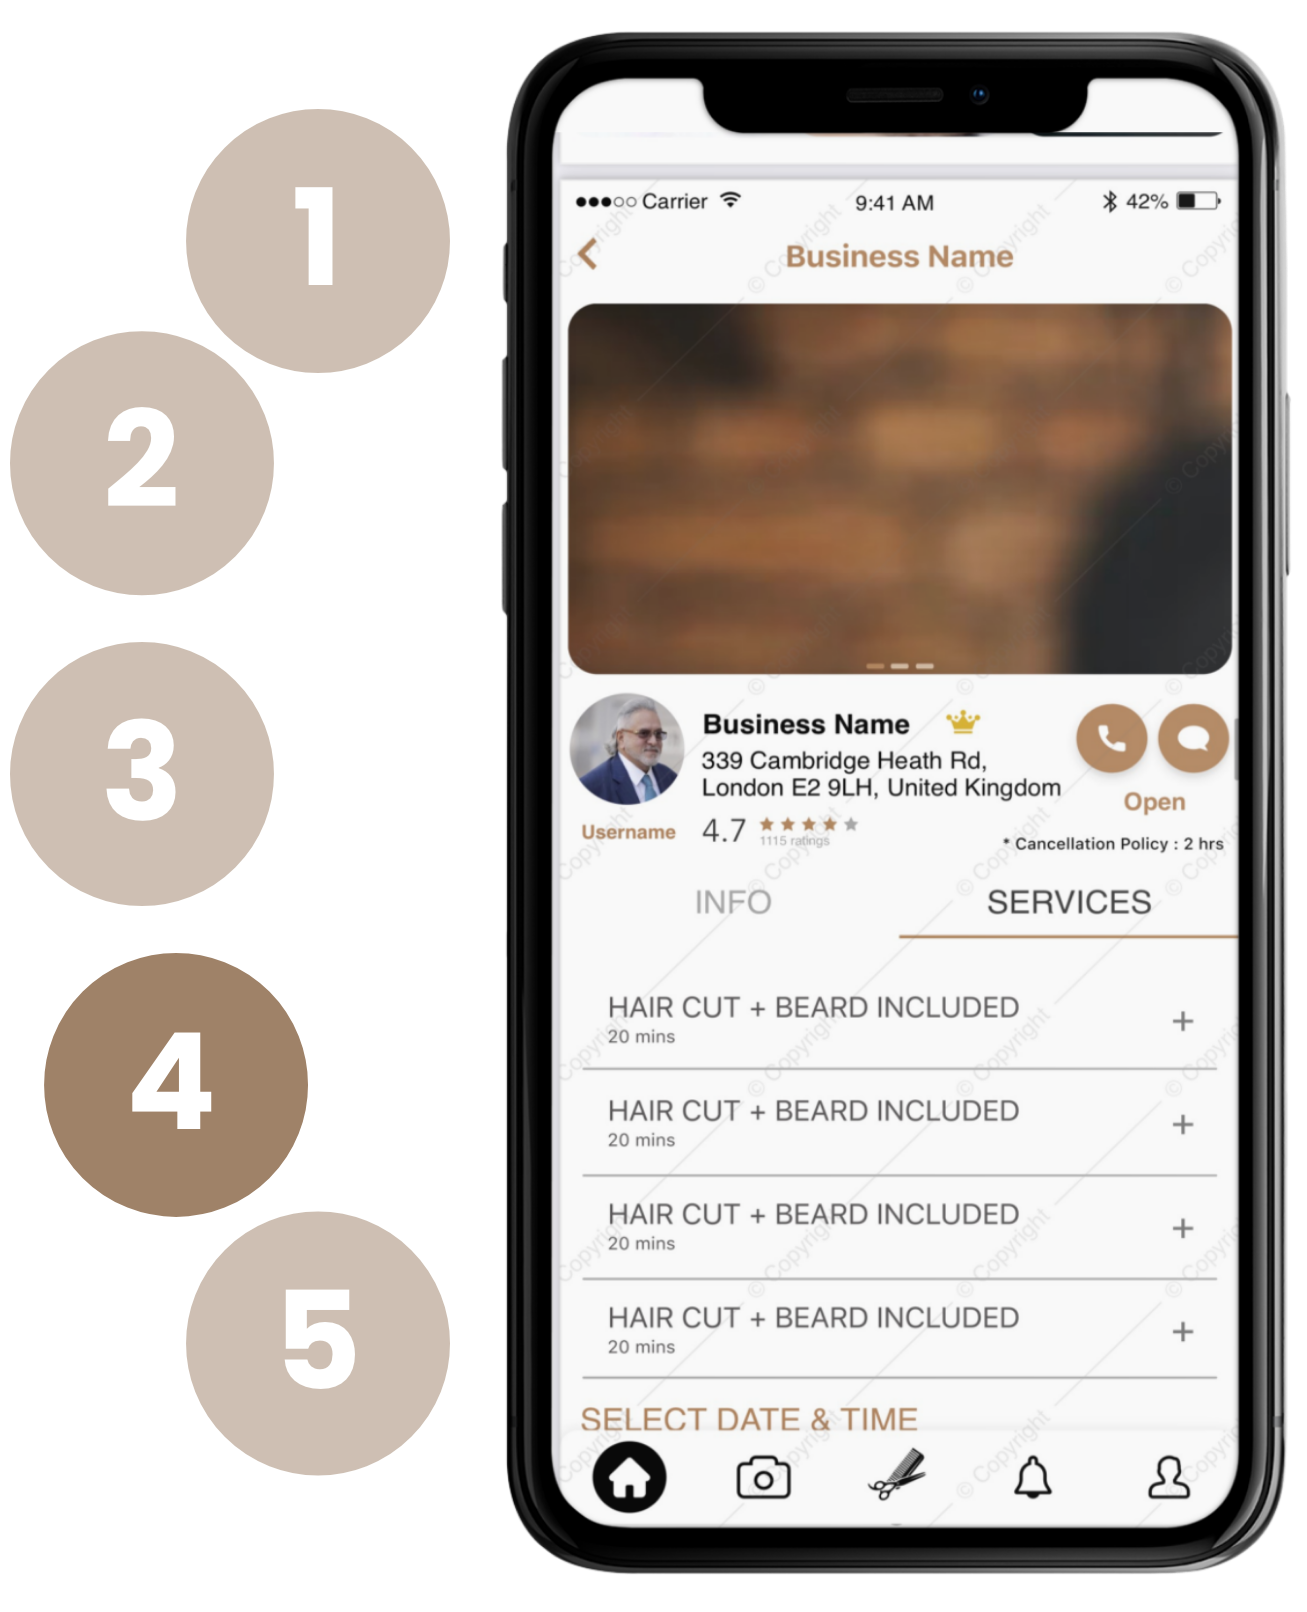 1
2
3
4
5
Carrier 9:41 AM 42%
Business Name
Business Name
339 Cambridge Heath Rd,
London E2 9LH, United Kingdom
Open
Username
4.7
1115 ratings
* Cancellation Policy : 2 hrs
INFO SERVICES
HAIR CUT + BEARD INCLUDED +
20 mins
HAIR CUT + BEARD INCLUDED +
20 mins
HAIR CUT + BEARD INCLUDED +
20 mins
HAIR CUT + BEARD INCLUDED +
20 mins
SELECT DATE & TIME
© Copyright